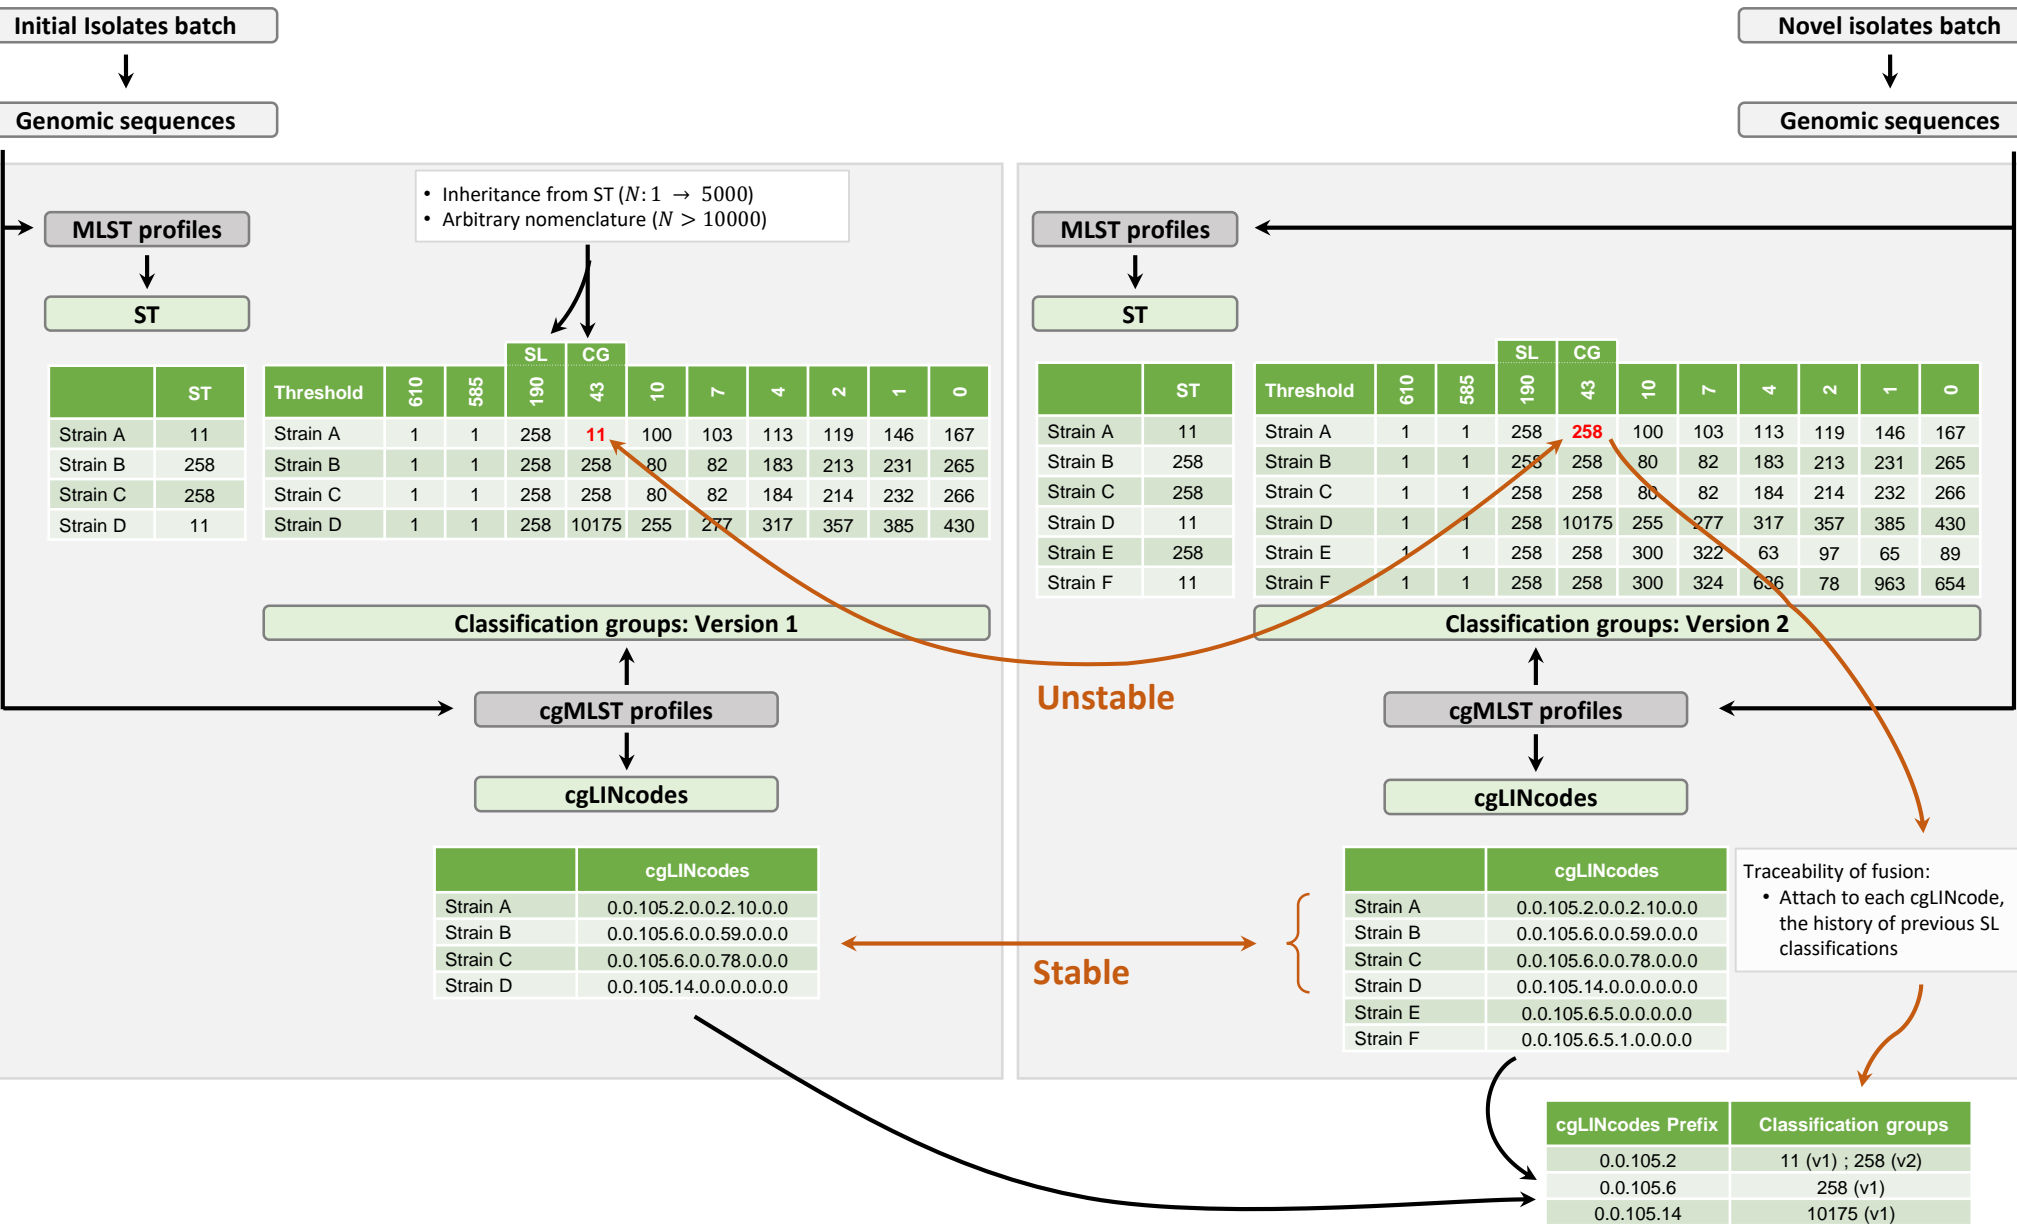 Initial Isolates batch
Novel isolates batch
Genomic sequences
Genomic sequences
• Inheritance from ST (N: 1 → 5000)
• Arbitrary nomenclature (N > 10000)
MLST profiles
ST
ST
Strain A 11
Strain B 258
Strain C 258
Strain D 11
SL CG
Threshold 610 585 190 43 10 7 4 2 1 0
Strain A 1 1 258 11 100 103 113 119 146 167
Strain B 1 1 258 258 80 82 183 213 231 265
Strain C 1 1 258 258 80 82 184 214 232 266
Strain D 1 1 258 10175 255 277 317 357 385 430
Classification groups: Version 1
cgMLST profiles
cgLINcodes
cgLINcodes
Strain A 0.0.105.2.0.0.2.10.0.0
Strain B 0.0.105.6.0.0.59.0.0.0
Strain C 0.0.105.6.0.0.78.0.0.0
Strain D 0.0.105.14.0.0.0.0.0.0
Unstable
Stable
MLST profiles
ST
ST
Strain A 11
Strain B 258
Strain C 258
Strain D 11
Strain E 258
Strain F 11
SL CG
Threshold 610 585 190 43 10 7 4 2 1 0
Strain A 1 1 258 258 100 103 113 119 146 167
Strain B 1 1 258 258 80 82 183 213 231 265
Strain C 1 1 258 258 80 82 184 214 232 266
Strain D 1 1 258 10175 255 277 317 357 385 430
Strain E 1 1 258 258 300 322 63 97 65 89
Strain F 1 1 258 258 300 324 636 78 963 654
Classification groups: Version 2
cgMLST profiles
cgLINcodes
cgLINcodes
Strain A 0.0.105.2.0.0.2.10.0.0
Strain B 0.0.105.6.0.0.59.0.0.0
Strain C 0.0.105.6.0.0.78.0.0.0
Strain D 0.0.105.14.0.0.0.0.0.0
Strain E 0.0.105.6.5.0.0.0.0.0
Strain F 0.0.105.6.5.1.0.0.0.0
Traceability of fusion:
• Attach to each cgLINcode,
the history of previous SL
classifications
cgLINcodes Prefix Classification groups
0.0.105.2 11 (v1) ; 258 (v2)
0.0.105.6 258 (v1)
0.0.105.14 10175 (v1)